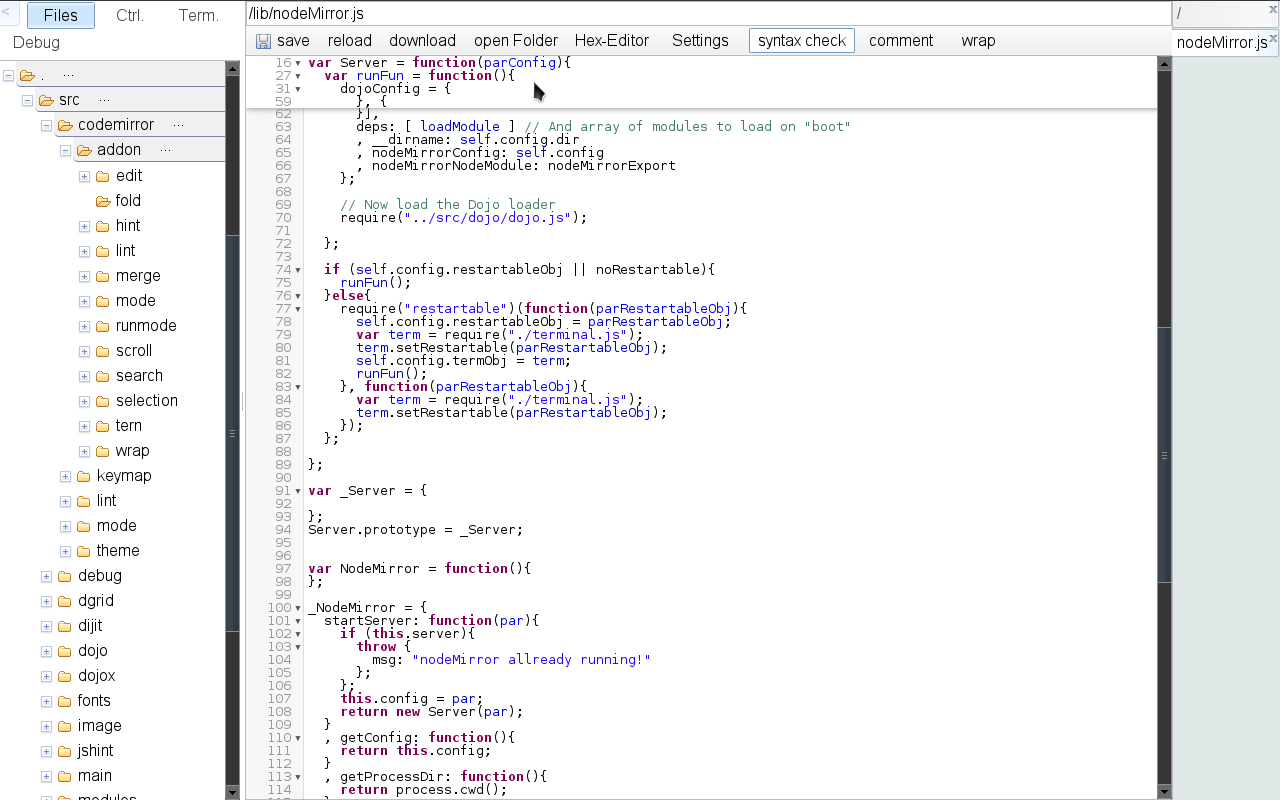 <
Files
Ctrl.
Term.
Debug
. ...
src ...
codemirror ...
addon ...
edit
fold
hint
lint
merge
mode
runmode
scroll
search
selection
tern
wrap
keymap
lint
mode
theme
debug
dgrid
dijit
dojo
dojox
fonts
image
jshint
main
modules
/lib/nodeMirror.js
save reload download open Folder Hex-Editor Settings syntax check comment wrap
16 var Server = function(parConfig){
27 var runFun = function(){
31 dojoConfig = {
59 }, {
62 }],
63 deps: [ loadModule ] // And array of modules to load on "boot"
64 , __dirname: self.config.dir
65 , nodeMirrorConfig: self.config
66 , nodeMirrorNodeModule: nodeMirrorExport
67 };
68
69 // Now load the Dojo loader
70 require("../src/dojo/dojo.js");
71
72 };
73
74 if (self.config.restartableObj || noRestartable){
75 runFun();
76 }else{
77 require("restartable")(function(parRestartableObj){
78 self.config.restartableObj = parRestartableObj;
79 var term = require("./terminal.js");
80 term.setRestartable(parRestartableObj);
81 self.config.termObj = term;
82 runFun();
83 }, function(parRestartableObj){
84 var term = require("./terminal.js");
85 term.setRestartable(parRestartableObj);
86 });
87 };
88
89 };
90
91 var _Server = {
92
93 };
94 Server.prototype = _Server;
95
96
97 var NodeMirror = function(){
98 };
99
100 _NodeMirror = {
101 startServer: function(par){
102 if (this.server){
103 throw {
104 msg: "nodeMirror allready running!"
105 };
106 };
107 this.config = par;
108 return new Server(par);
109 }
110 , getConfig: function(){
111 return this.config;
112 }
113 , getProcessDir: function(){
114 return process.cwd();
/ x
nodeMirror.js x